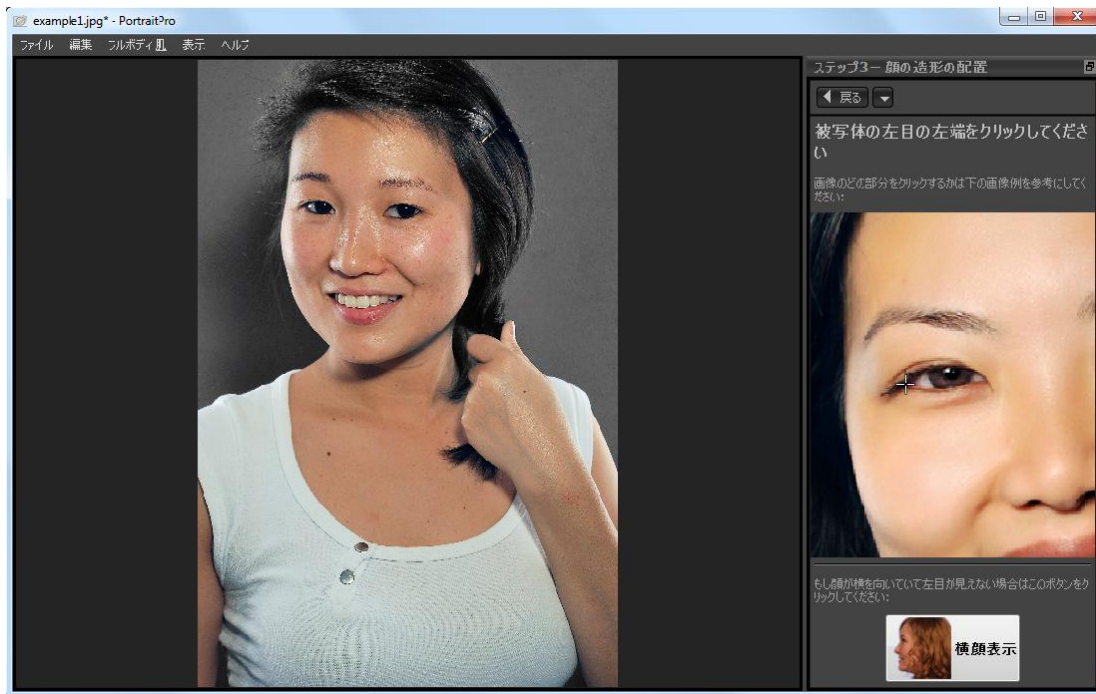 example1.jpg* - PortraitPro
ファイル 編集 フルボディ肌 表示 ヘルプ
ステップ3－ 顔の造形の配置
戻る
被写体の左目の左端をクリックしてくださ
い
画像のどの部分をクリックするかは下の画像例を参考にしてく
ださい:
もし顔が横を向いていて左目が見えない場合はこのボタンをク
リックしてください:
横顔表示